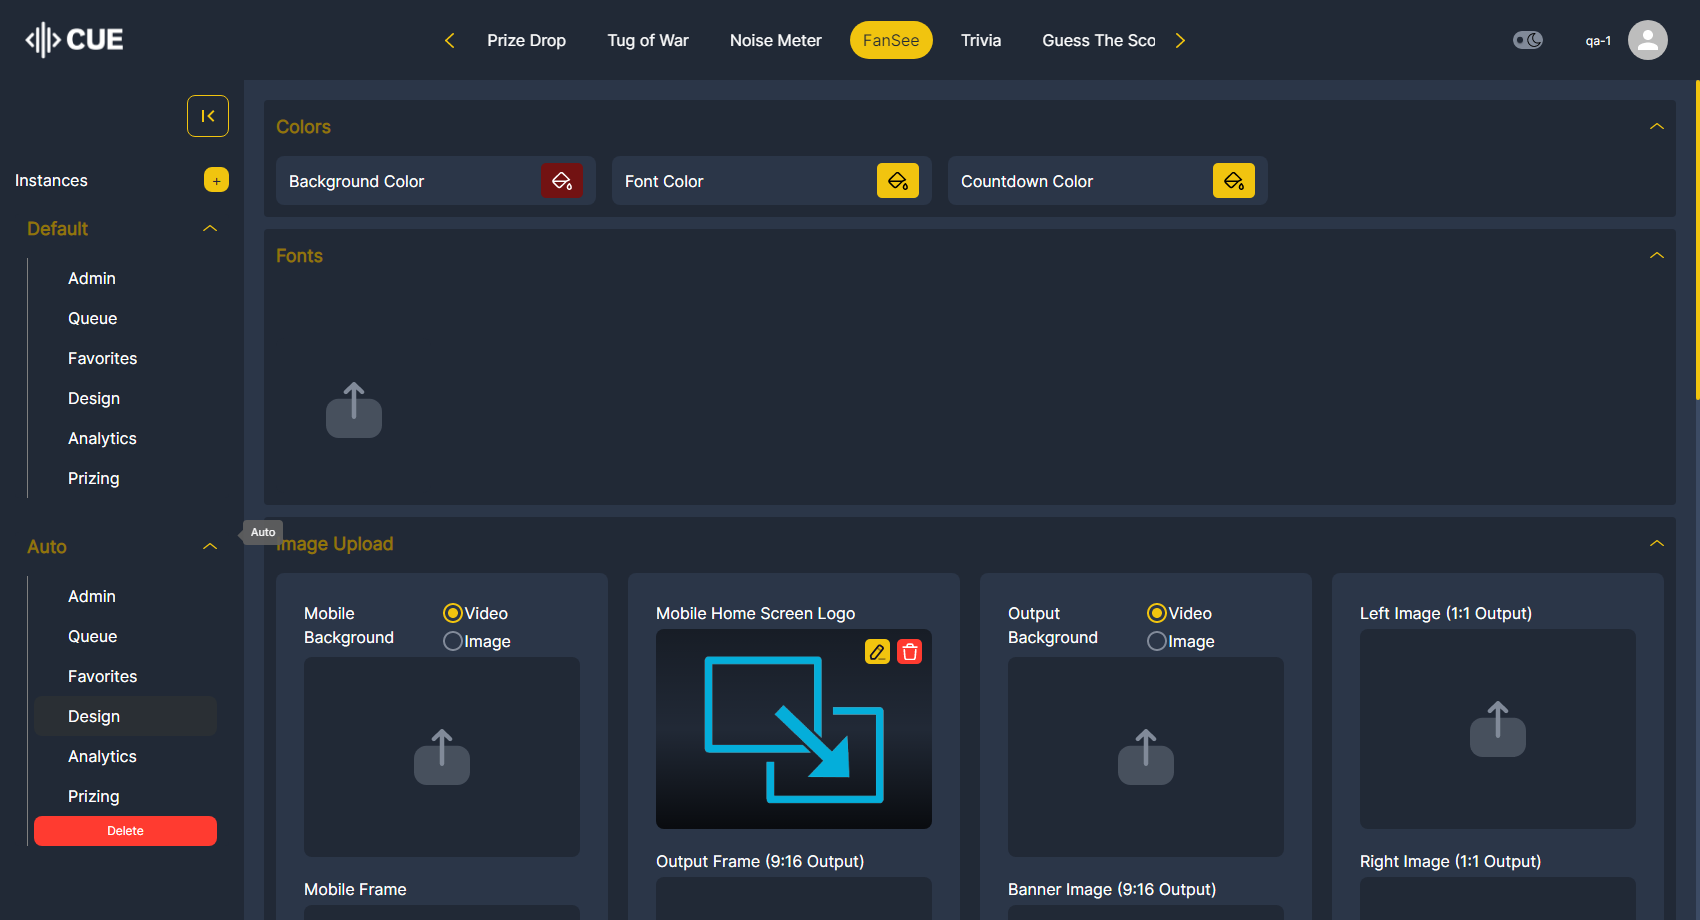 CUE
Prize Drop
Tug of War
Noise Meter
FanSee
Trivia
Guess The Sco
qa-1
Instances
+
Default
Admin
Queue
Favorites
Design
Analytics
Prizing
Auto
Admin
Queue
Favorites
Design
Analytics
Prizing
Delete
Auto
Colors
Background Color
Font Color
Countdown Color
Fonts
Image Upload
Mobile
Background
Video
Image
Mobile Home Screen Logo
Output
Background
Video
Image
Left Image (1:1 Output)
Mobile Frame
Output Frame (9:16 Output)
Banner Image (9:16 Output)
Right Image (1:1 Output)